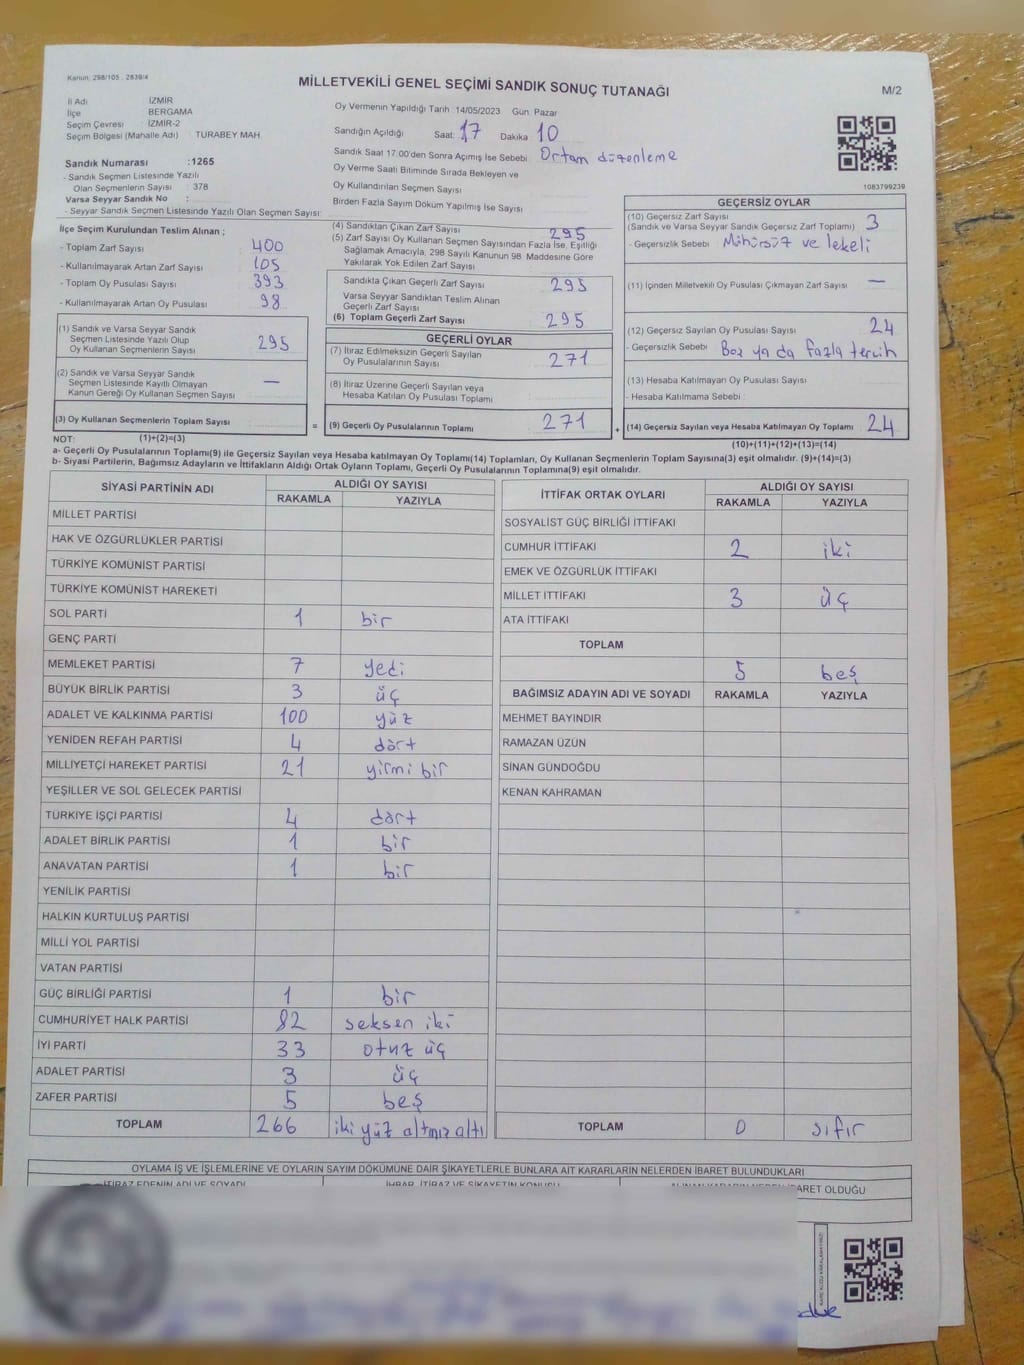 Kanun: 298/105 , 2839/4
MİLLETVEKİLİ GENEL SEÇİMİ SANDIK SONUÇ TUTANAĞI
M/2
İl Adı İZMİR
İlçe BERGAMA
Seçim Çevresi İZMİR-2
Seçim Bölgesi (Mahalle Adı) : TURABEY MAH.
Sandık Numarası :1265
- Sandık Seçmen Listesinde Yazılı
Olan Seçmenlerin Sayısı : 378
Varsa Seyyar Sandık No :
- Seyyar Sandık Seçmen Listesinde Yazılı Olan Seçmen Sayısı:
Oy Vermenin Yapıldığı Tarih :14/05/2023 Gün: Pazar
Sandığın Açıldığı Saat: 17 Dakika 10
Sandık Saat 17:00'den Sonra Açımış İse Sebebi: Ortam düzenleme
Oy Verme Saati Bitiminde Sırada Bekleyen ve
Oy Kullandırılan Seçmen Sayısı
Birden Fazla Sayım Döküm Yapılmış İse Sayısı
1083799239
İlçe Seçim Kurulundan Teslim Alınan ;
- Toplam Zarf Sayısı : 400
- Kullanılmayarak Artan Zarf Sayısı : 105
- Toplam Oy Pusulası Sayısı : 393
- Kullanılmayarak Artan Oy Pusulası : 98
(1) Sandık ve Varsa Seyyar Sandık
Seçmen Listesinde Yazılı Olup
Oy Kullanan Seçmenlerin Sayısı : 295
(2) Sandık ve Varsa Seyyar Sandık
Seçmen Listesinde Kayıtlı Olmayan
Kanun Gereği Oy Kullanan Seçmen Sayısı : —
(3) Oy Kullanan Seçmenlerin Toplam Sayısı :
(4) Sandıktan Çıkan Zarf Sayısı 295
(5) Zarf Sayısı Oy Kullanan Seçmen Sayısından Fazla İse, Eşitliği
Sağlamak Amacıyla, 298 Sayılı Kanunun 98. Maddesine Göre
Yakılarak Yok Edilen Zarf Sayısı
Sandıkta Çıkan Geçerli Zarf Sayısı 295
Varsa Seyyar Sandıktan Teslim Alınan
Geçerli Zarf Sayısı
(6) Toplam Geçerli Zarf Sayısı 295
GEÇERLİ OYLAR
(7) İtiraz Edilmeksizin Geçerli Sayılan
Oy Pusulalarının Sayısı 271
(8) İtiraz Üzerine Geçerli Sayılan veya
Hesaba Katılan Oy Pusulası Toplamı
= (9) Geçerli Oy Pusulalarının Toplamı 271
GEÇERSİZ OYLAR
(10) Geçersiz Zarf Sayısı
(Sandık ve Varsa Seyyar Sandık Geçersiz Zarf Toplamı) 3
- Geçersizlik Sebebi : Mühürsüz ve lekeli
(11) İçinden Milletvekili Oy Pusulası Çıkmayan Zarf Sayısı —
(12) Geçersiz Sayılan Oy Pusulası Sayısı 24
- Geçersizlik Sebebi : Boz ya da fazla tercih
(13) Hesaba Katılmayan Oy Pusulası Sayısı
- Hesaba Katılmama Sebebi :
+ (14) Geçersiz Sayılan veya Hesaba Katılmayan Oy Toplamı 24
NOT: (1)+(2)=(3)
(10)+(11)+(12)+(13)=(14)
a- Geçerli Oy Pusulalarının Toplamı(9) ile Geçersiz Sayılan veya Hesaba katılmayan Oy Toplamı(14) Toplamları, Oy Kullanan Seçmenlerin Toplam Sayısına(3) eşit olmalıdır. (9)+(14)=(3)
b- Siyasi Partilerin, Bağımsız Adayların ve İttifakların Aldığı Ortak Oyların Toplamı, Geçerli Oy Pusulalarının Toplamına(9) eşit olmalıdır.
SİYASİ PARTİNİN ADI ALDIĞI OY SAYISI
RAKAMLA YAZIYLA
MİLLET PARTİSİ
HAK VE ÖZGÜRLÜKLER PARTİSİ
TÜRKİYE KOMÜNİST PARTİSİ
TÜRKİYE KOMÜNİST HAREKETİ
SOL PARTİ 1 bir
GENÇ PARTİ
MEMLEKET PARTİSİ 7 yedi
BÜYÜK BİRLİK PARTİSİ 3 üç
ADALET VE KALKINMA PARTİSİ 100 yüz
YENİDEN REFAH PARTİSİ 4 dört
MİLLİYETÇİ HAREKET PARTİSİ 21 yirmi bir
YEŞİLLER VE SOL GELECEK PARTİSİ
TÜRKİYE İŞÇİ PARTİSİ 4 dört
ADALET BİRLİK PARTİSİ 1 bir
ANAVATAN PARTİSİ 1 bir
YENİLİK PARTİSİ
HALKIN KURTULUŞ PARTİSİ
MİLLİ YOL PARTİSİ
VATAN PARTİSİ
GÜÇ BİRLİĞİ PARTİSİ 1 bir
CUMHURİYET HALK PARTİSİ 82 seksen iki
İYİ PARTİ 33 otuz üç
ADALET PARTİSİ 3 üç
ZAFER PARTİSİ 5 beş
TOPLAM 266 iki yüz altmız altı
İTTİFAK ORTAK OYLARI ALDIĞI OY SAYISI
RAKAMLA YAZIYLA
SOSYALİST GÜÇ BİRLİĞİ İTTİFAKI
CUMHUR İTTİFAKI 2 iki
EMEK VE ÖZGÜRLÜK İTTİFAKI
MİLLET İTTİFAKI 3 üç
ATA İTTİFAKI
TOPLAM
5 beş
BAĞIMSIZ ADAYIN ADI VE SOYADI RAKAMLA YAZIYLA
MEHMET BAYINDIR
RAMAZAN ÜZÜN
SİNAN GÜNDOĞDU
KENAN KAHRAMAN
TOPLAM 0 sıfır
OYLAMA İŞ VE İŞLEMLERİNE VE OYLARIN SAYIM DÖKÜMÜNE DAİR ŞİKAYETLERLE BUNLARA AİT KARARLARIN NELERDEN İBARET BULUNDUKLARI
İTİRAZ EDENİN ADI VE SOYADI İHBAR, İTİRAZ VE ŞİKAYETİN KONUSU